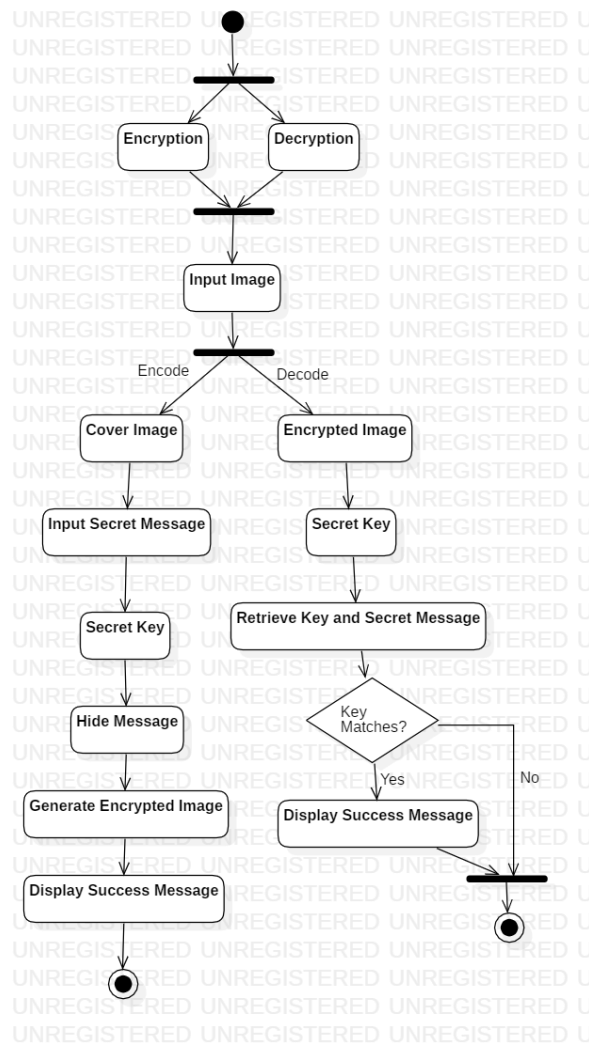 Encryption
Decryption
Input Image
Encode
Decode
Cover Image
Encrypted Image
Input Secret Message
Secret Key
Secret Key
Retrieve Key and Secret Message
Hide Message
Key
Matches?
Yes
No
Generate Encrypted Image
Display Success Message
Display Success Message
UNREGISTERED UNREGISTERED UNREGISTERED U